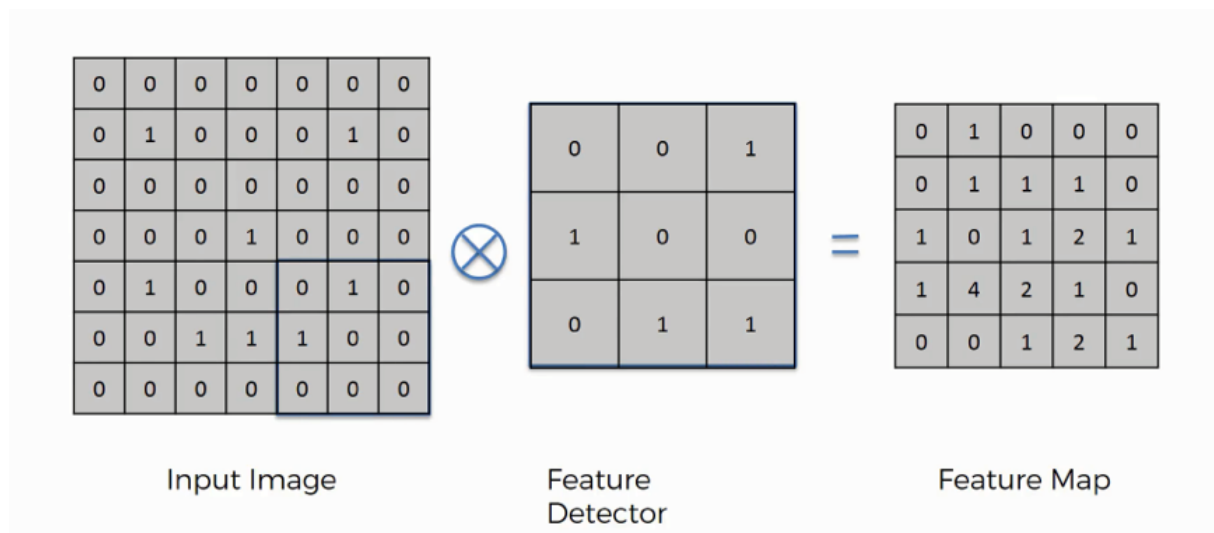 0 0 0 0 0 0 0
0 1 0 0 0 1 0
0 0 0 0 0 0 0
0 0 0 1 0 0 0
0 1 0 0 0 1 0
0 0 1 1 1 0 0
0 0 0 0 0 0 0
Input Image
0 0 1
1 0 0
0 1 1
Feature
Detector
=
0 1 0 0 0
0 1 1 1 0
1 0 1 2 1
1 4 2 1 0
0 0 1 2 1
Feature Map